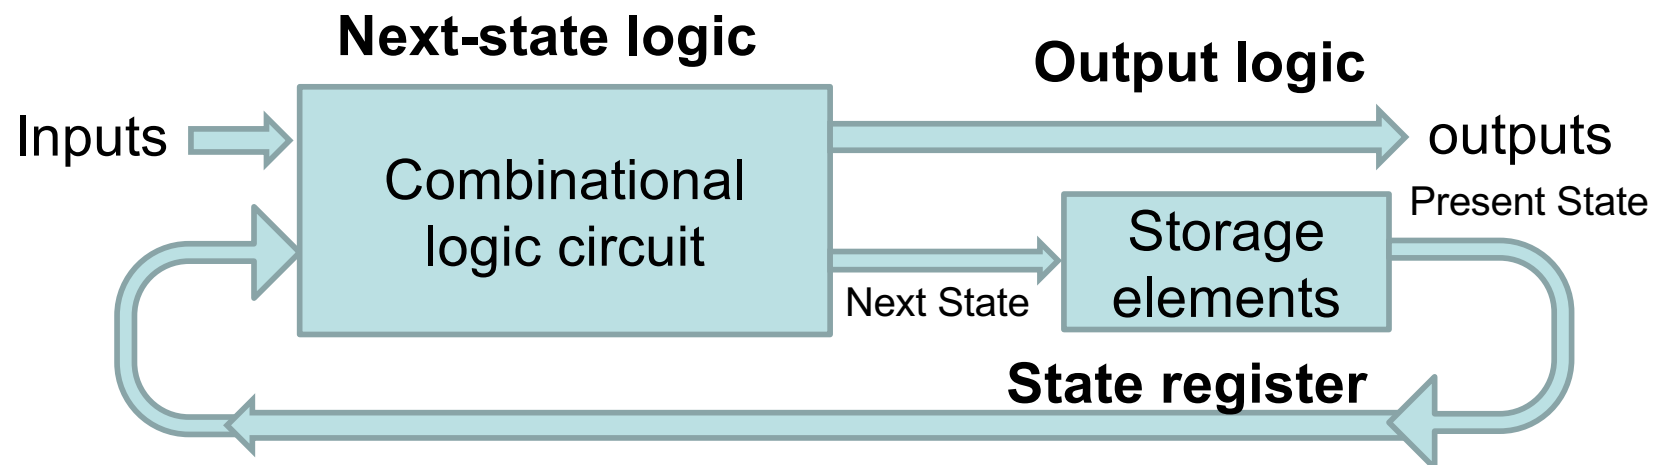 Next-state logic
Output logic
Inputs
Combinational
logic circuit
outputs
Present State
Storage
elements
Next State
State register